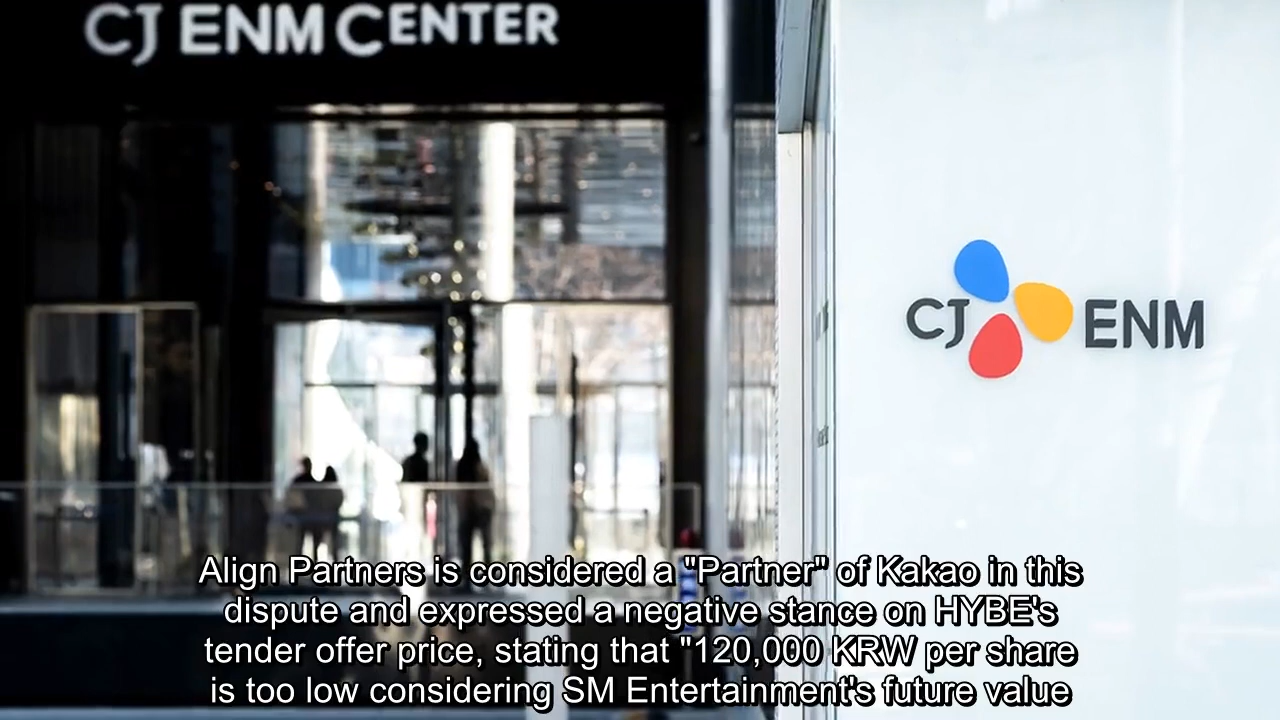 CJ ENM CENTER
CJ ENM
Align Partners is considered a "Partner" of Kakao in this
dispute and expressed a negative stance on HYBE's
tender offer price, stating that "120,000 KRW per share
is too low considering SM Entertainment's future value